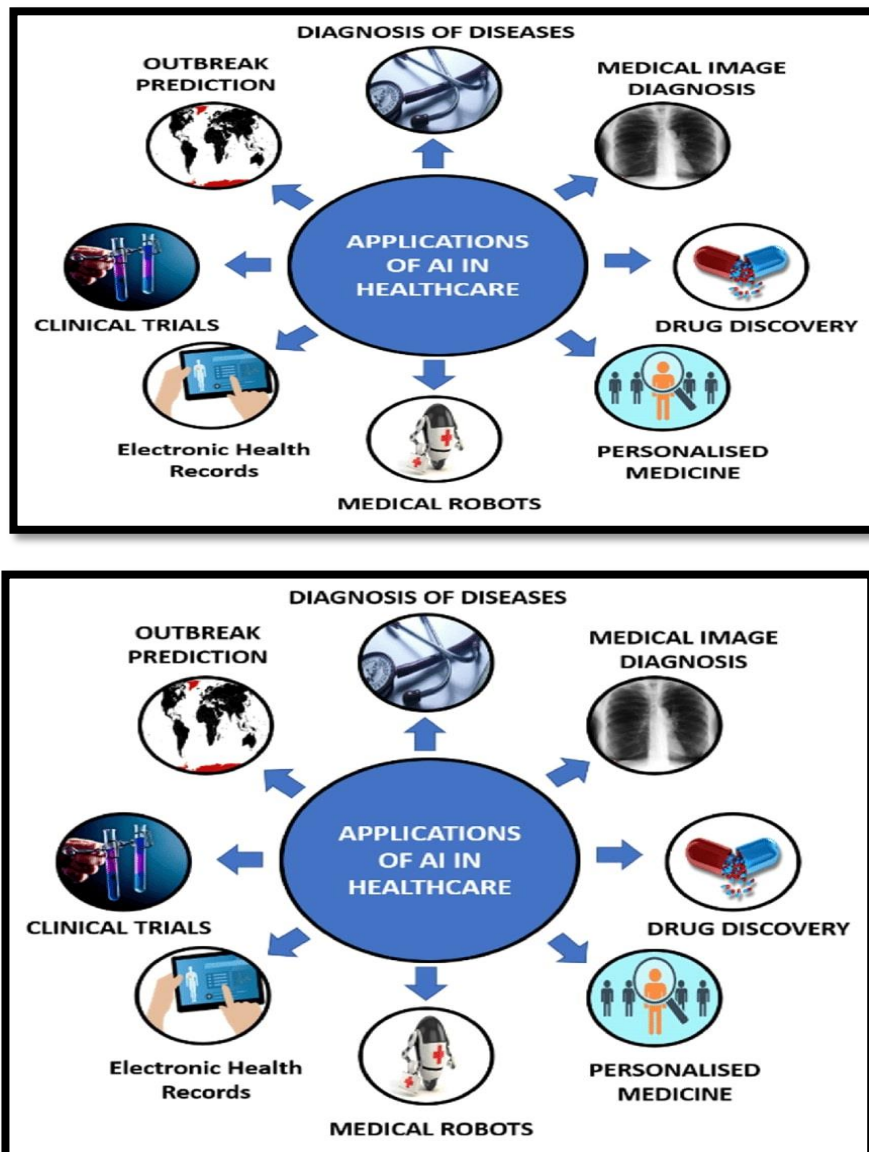 DIAGNOSIS OF DISEASES
OUTBREAK
PREDICTION
MEDICAL IMAGE
DIAGNOSIS
APPLICATIONS
OF AI IN
HEALTHCARE
CLINICAL TRIALS
DRUG DISCOVERY
Electronic Health
Records
PERSONALISED
MEDICINE
MEDICAL ROBOTS
DIAGNOSIS OF DISEASES
OUTBREAK
PREDICTION
MEDICAL IMAGE
DIAGNOSIS
APPLICATIONS
OF AI IN
HEALTHCARE
CLINICAL TRIALS
DRUG DISCOVERY
Electronic Health
Records
PERSONALISED
MEDICINE
MEDICAL ROBOTS